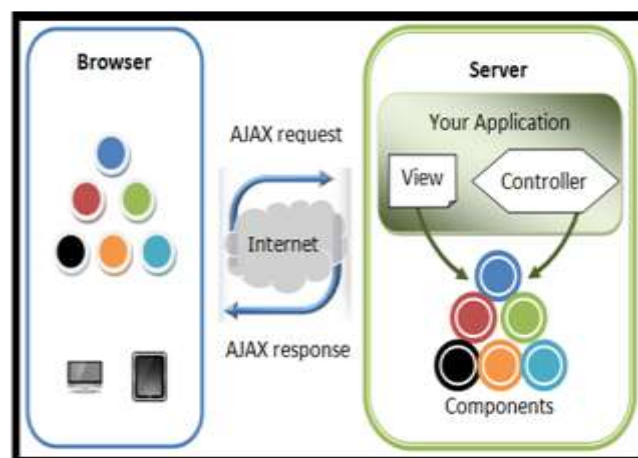 Browser
AJAX request
Internet
AJAX response
Server
Your Application
View
Controller
Components